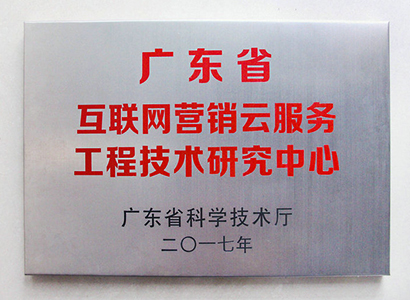 广东省
互联网营销云服务
工程技术研究中心
广东省科学技术厅
二〇一七年